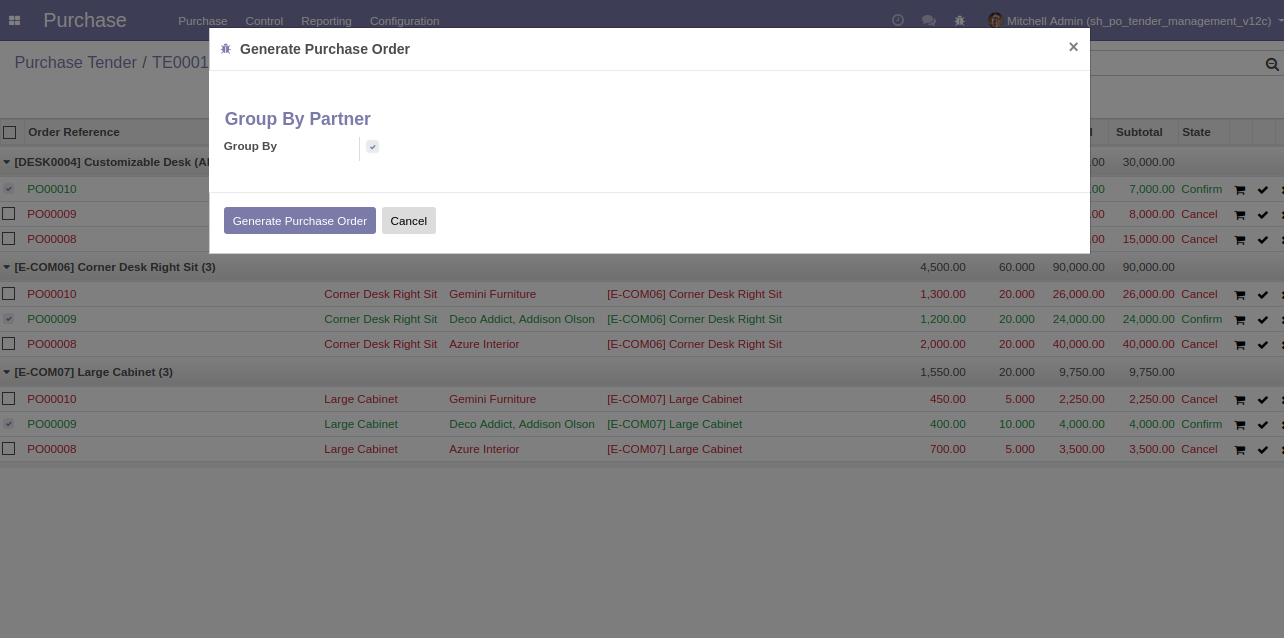 Purchase Purchase Control Reporting Configuration Mitchell Admin (sh_po_tender_management_v12c)
Generate Purchase Order ×
Purchase Tender / TE0001
Group By Partner
Group By
Order Reference Subtotal State
[DESK0004] Customizable Desk (A .00 30,000.00
PO00010 .00 7,000.00 Confirm
PO00009 .00 8,000.00 Cancel
PO00008 .00 15,000.00 Cancel
Generate Purchase Order Cancel
[E-COM06] Corner Desk Right Sit (3) 4,500.00 60.000 90,000.00 90,000.00
PO00010 Corner Desk Right Sit Gemini Furniture [E-COM06] Corner Desk Right Sit 1,300.00 20.000 26,000.00 26,000.00 Cancel
PO00009 Corner Desk Right Sit Deco Addict, Addison Olson [E-COM06] Corner Desk Right Sit 1,200.00 20.000 24,000.00 24,000.00 Confirm
PO00008 Corner Desk Right Sit Azure Interior [E-COM06] Corner Desk Right Sit 2,000.00 20.000 40,000.00 40,000.00 Cancel
[E-COM07] Large Cabinet (3) 1,550.00 20.000 9,750.00 9,750.00
PO00010 Large Cabinet Gemini Furniture [E-COM07] Large Cabinet 450.00 5.000 2,250.00 2,250.00 Cancel
PO00009 Large Cabinet Deco Addict, Addison Olson [E-COM07] Large Cabinet 400.00 10.000 4,000.00 4,000.00 Confirm
PO00008 Large Cabinet Azure Interior [E-COM07] Large Cabinet 700.00 5.000 3,500.00 3,500.00 Cancel